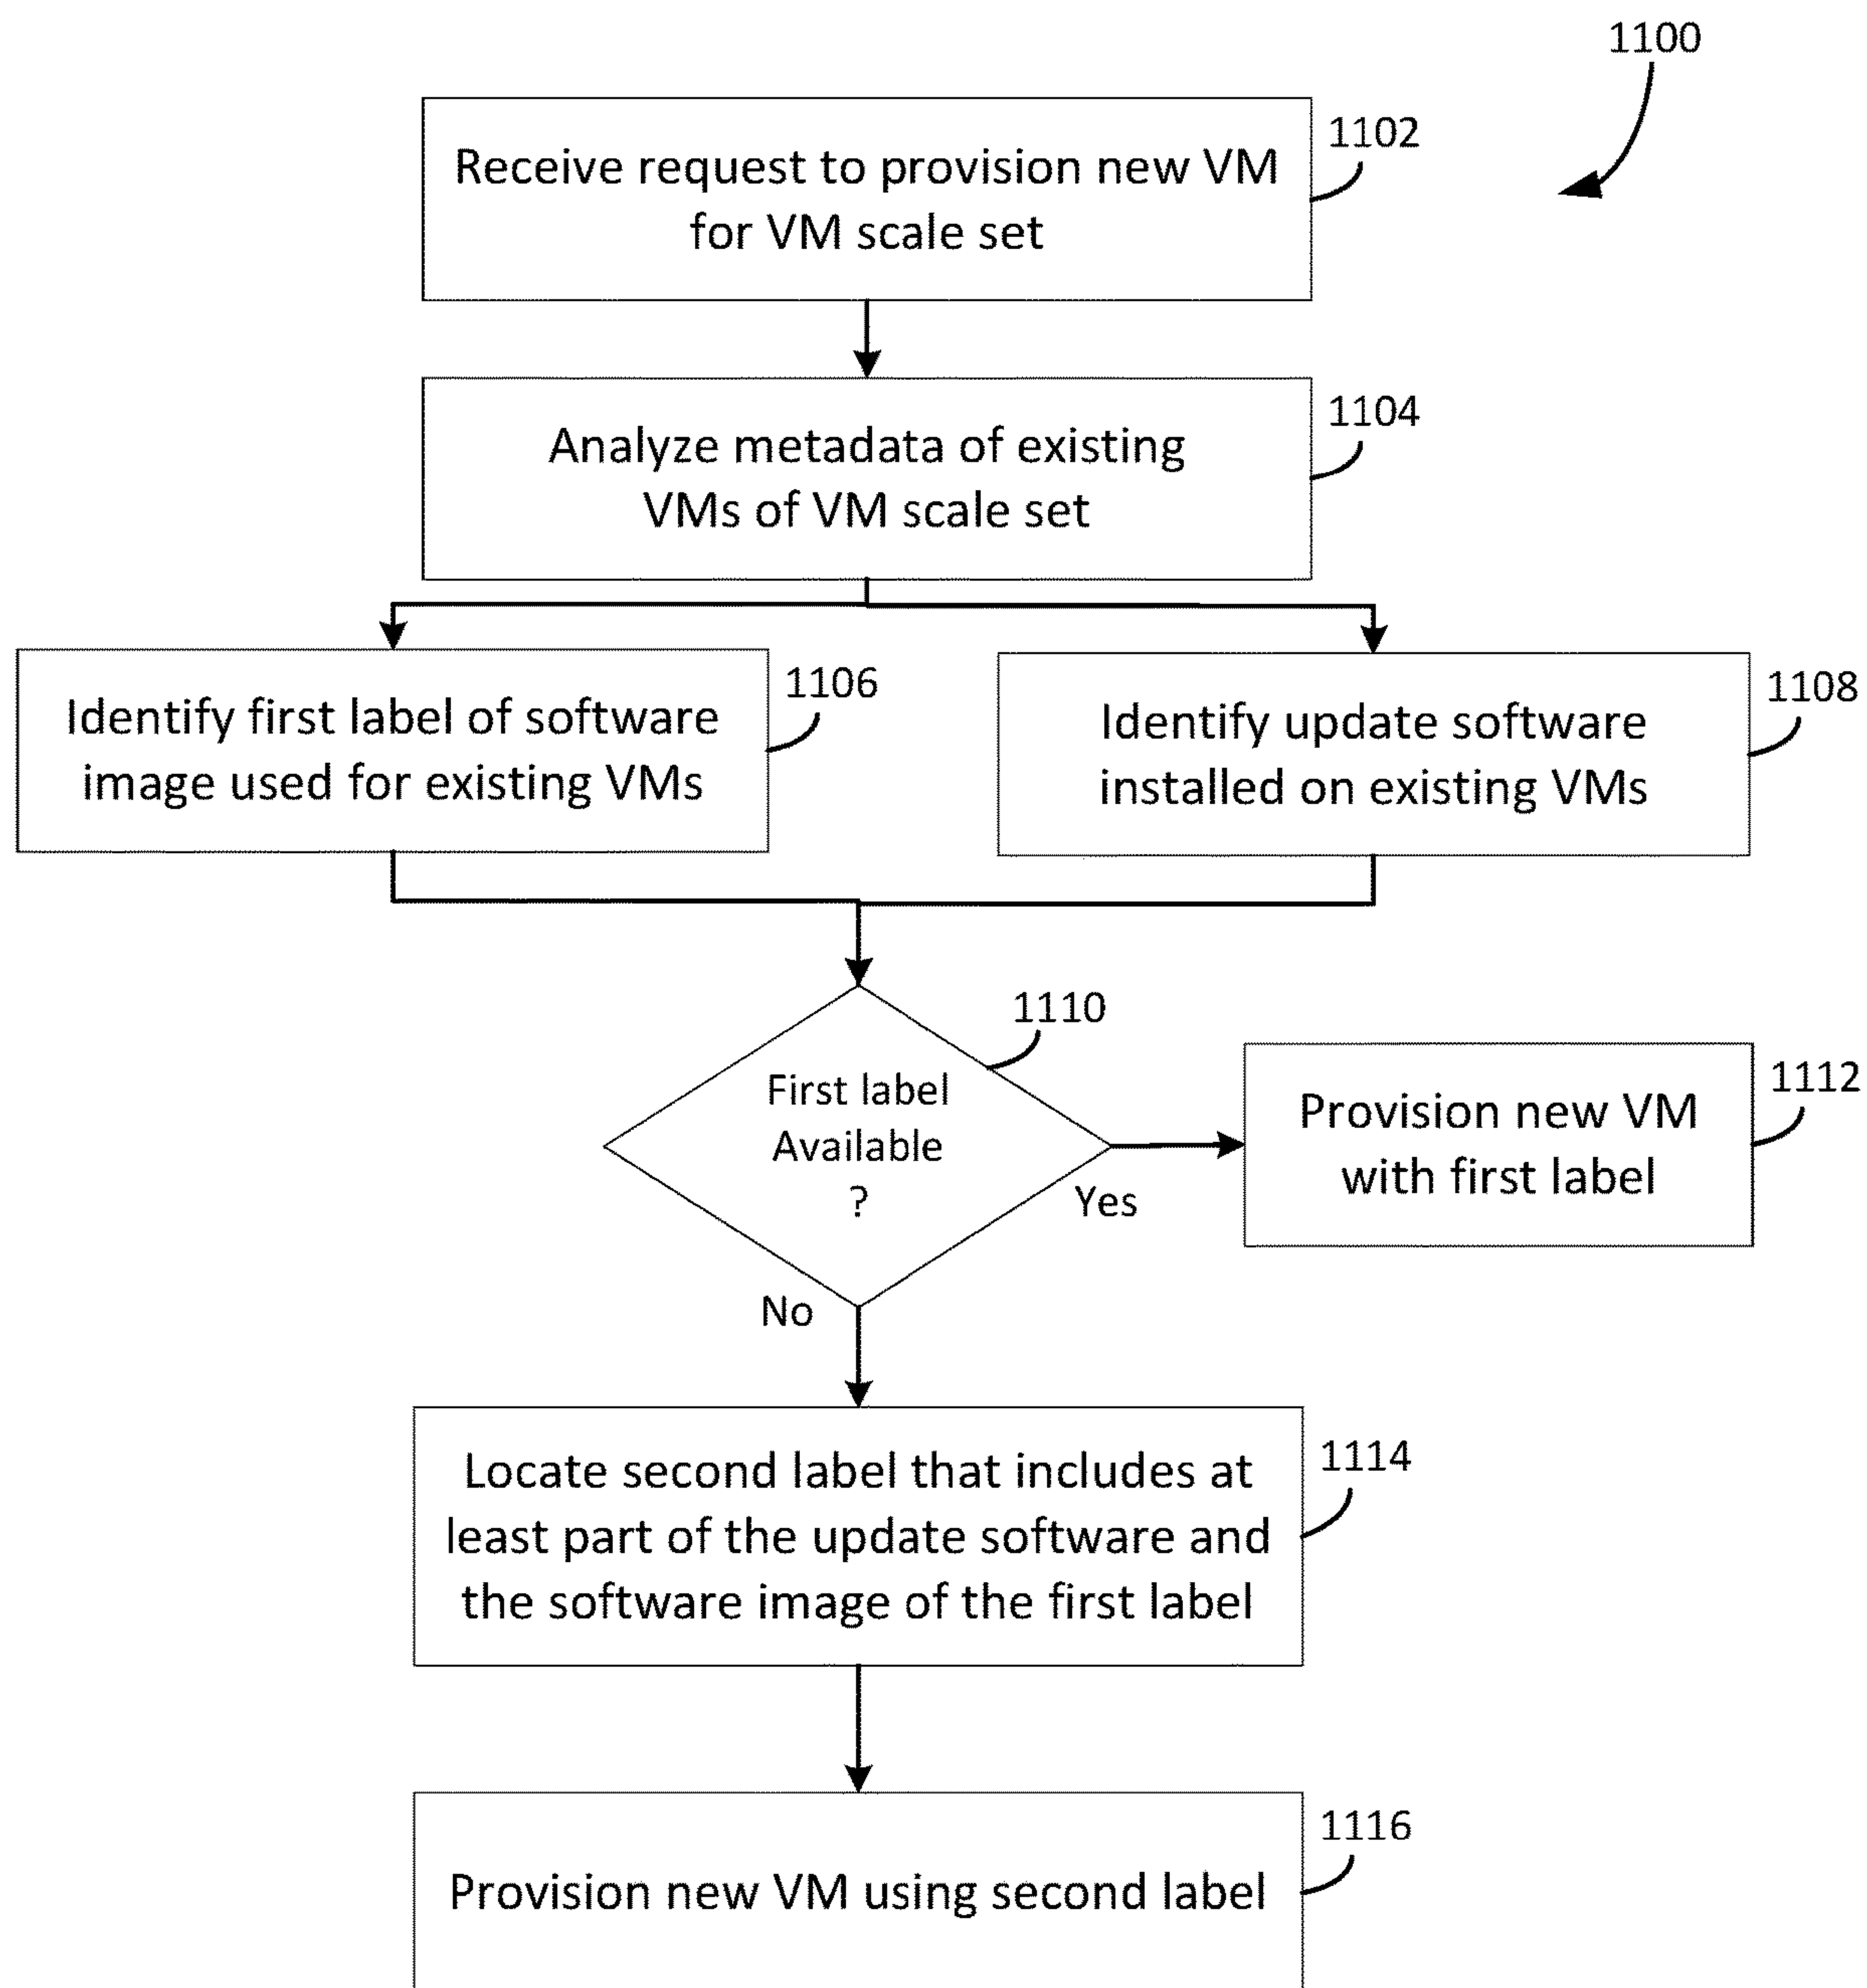 1100
1102
Receive request to provision new VM
for VM scale set
1104
Analyze metadata of existing
VMs of VM scale set
1106
Identify first label of software
image used for existing VMs
1108
Identify update software
installed on existing VMs
1110
First label
Available
?
Yes
No
1112
Provision new VM
with first label
1114
Locate second label that includes at
least part of the update software and
the software image of the first label
1116
Provision new VM using second label